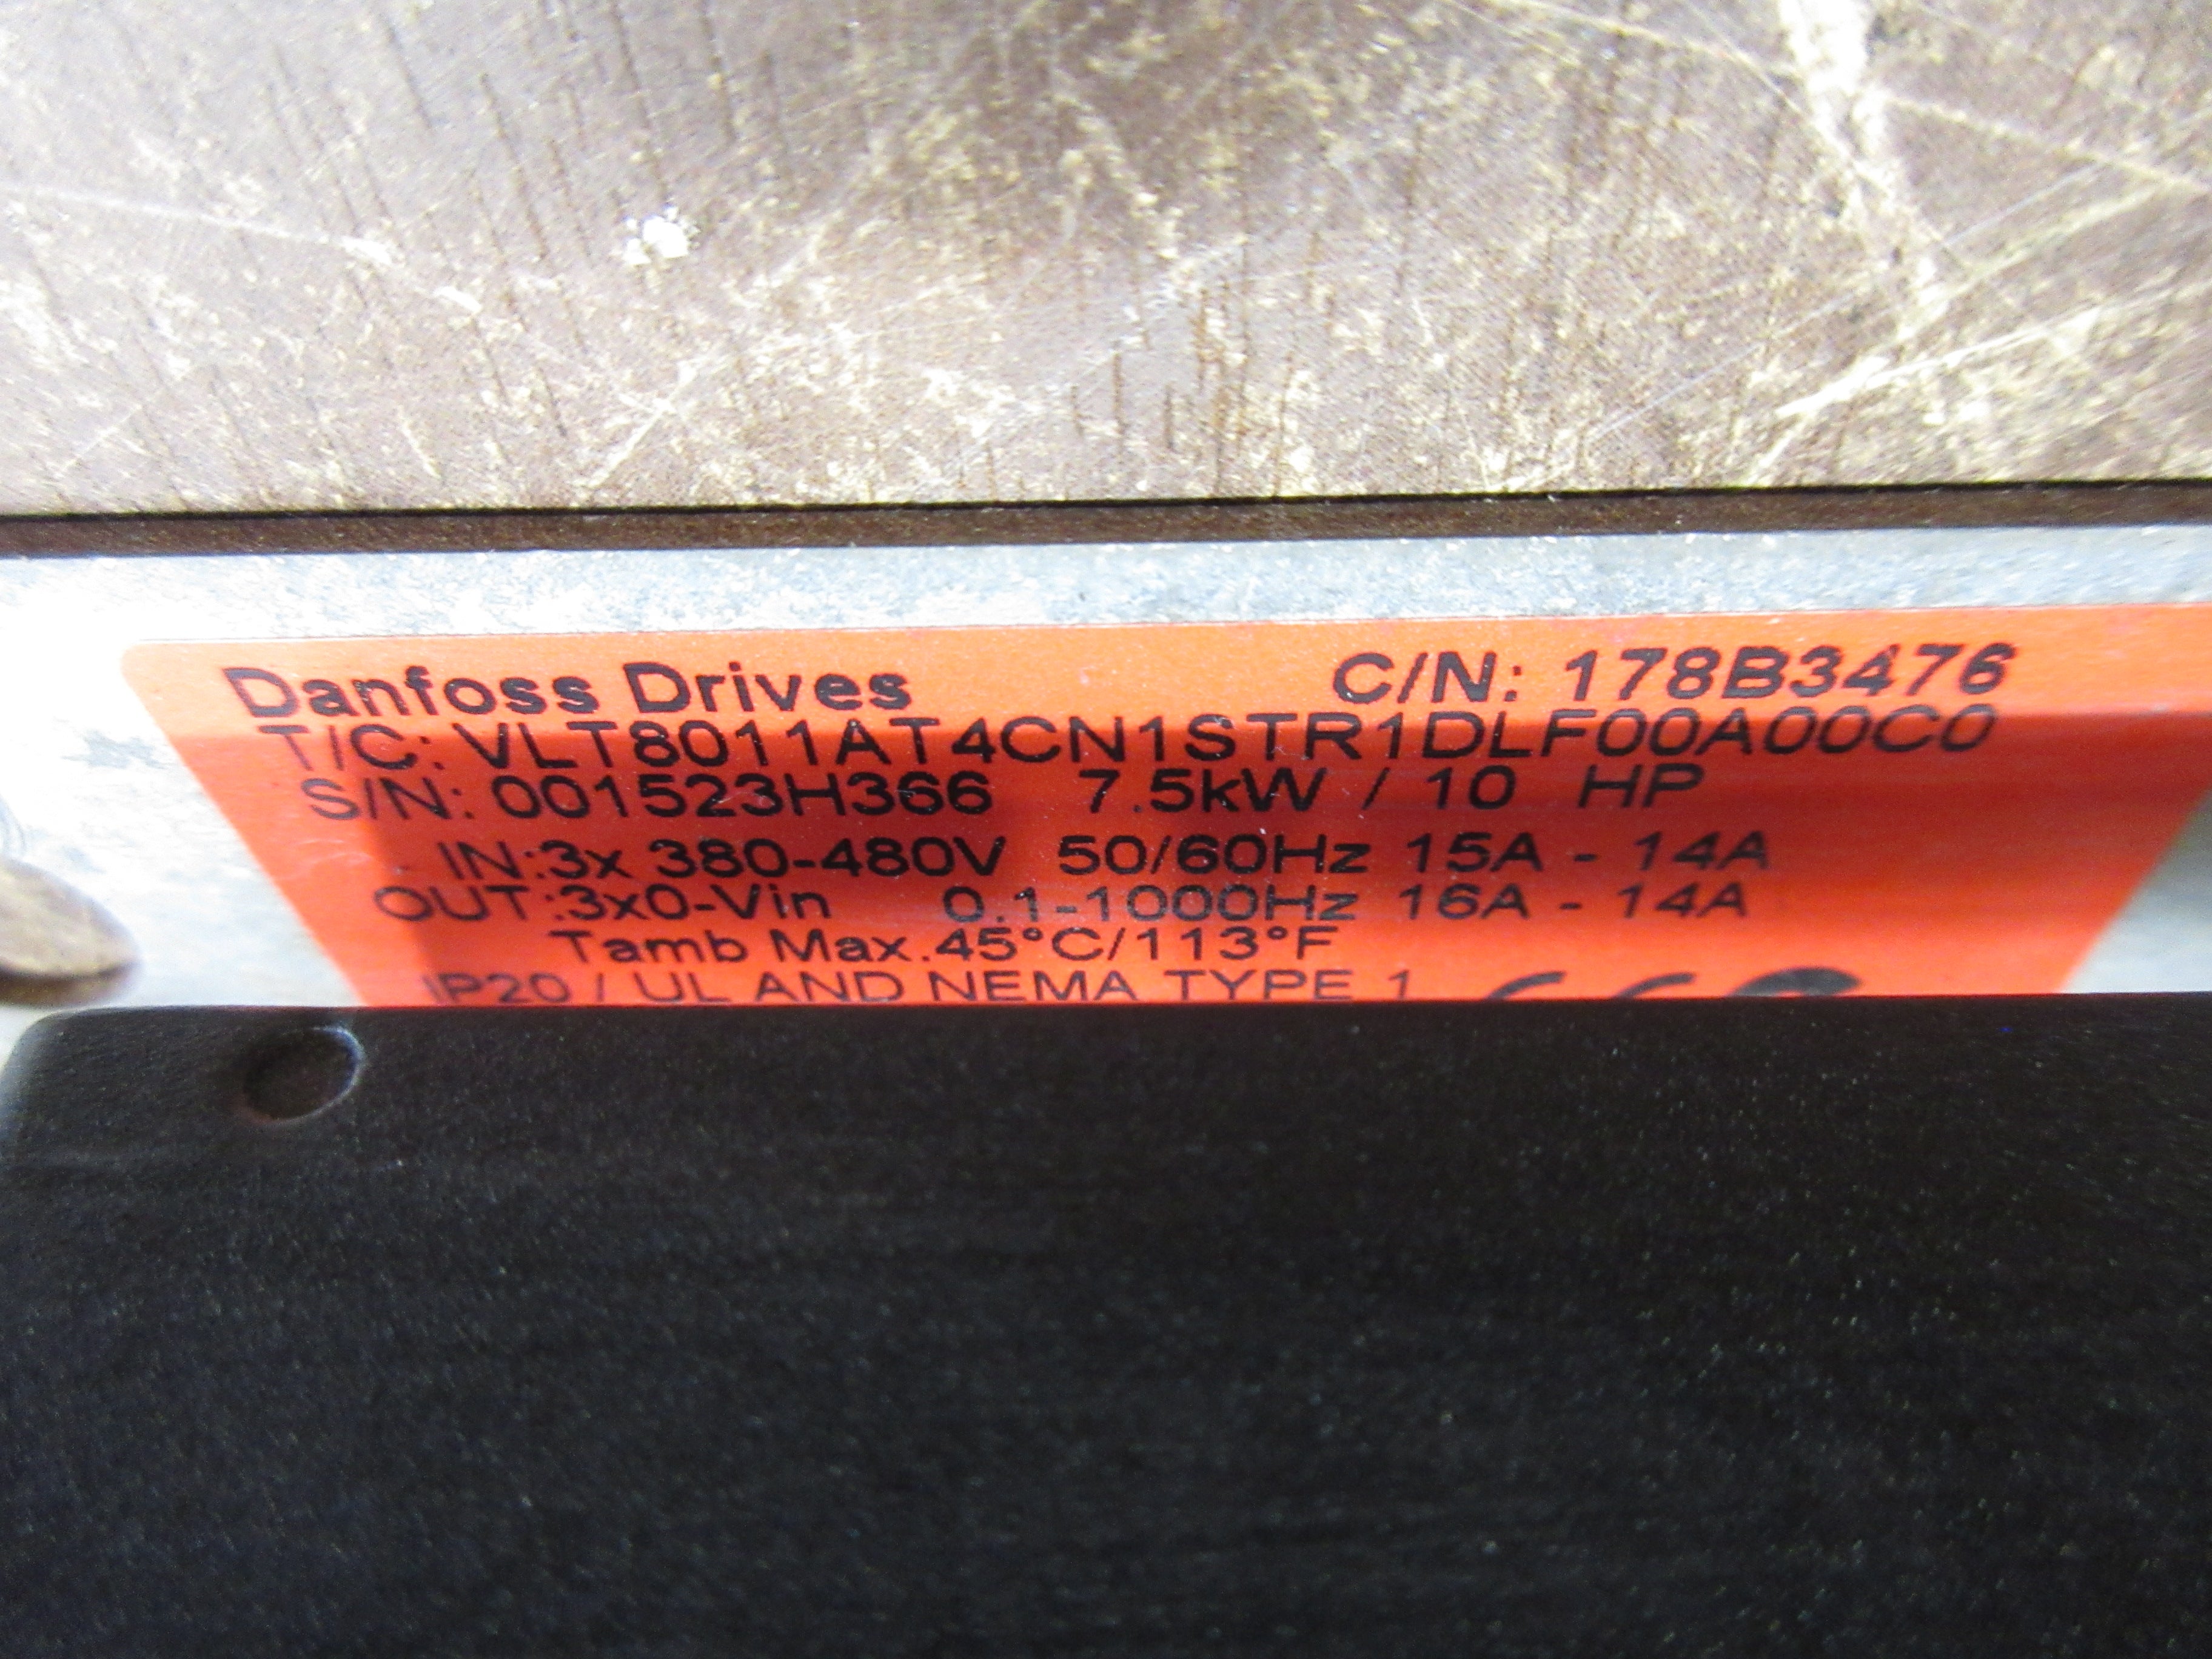 Danfoss Drives C/N: 178B3476
T/C: VLT8011AT4CN1STR1DLF00A00C0
S/N: 001523H366 7.5kW / 10 HP
IN:3x 380-480V 50/60Hz 15A - 14A
OUT:3x0-Vin 0.1-1000Hz 16A - 14A
Tamb Max.45°C/113°F
IP20 / UL AND NEMA TYPE 1